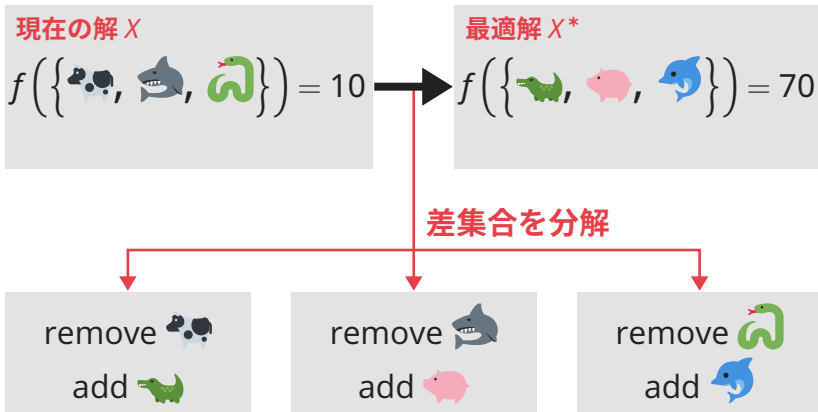 現在の解 X
f({🐄, 🦈, 🐍}) = 10
最適解 X*
f({🐊, 🐖, 🐬}) = 70
差集合を分解
remove 🐄
add 🐊
remove 🦈
add 🐖
remove 🐍
add 🐬